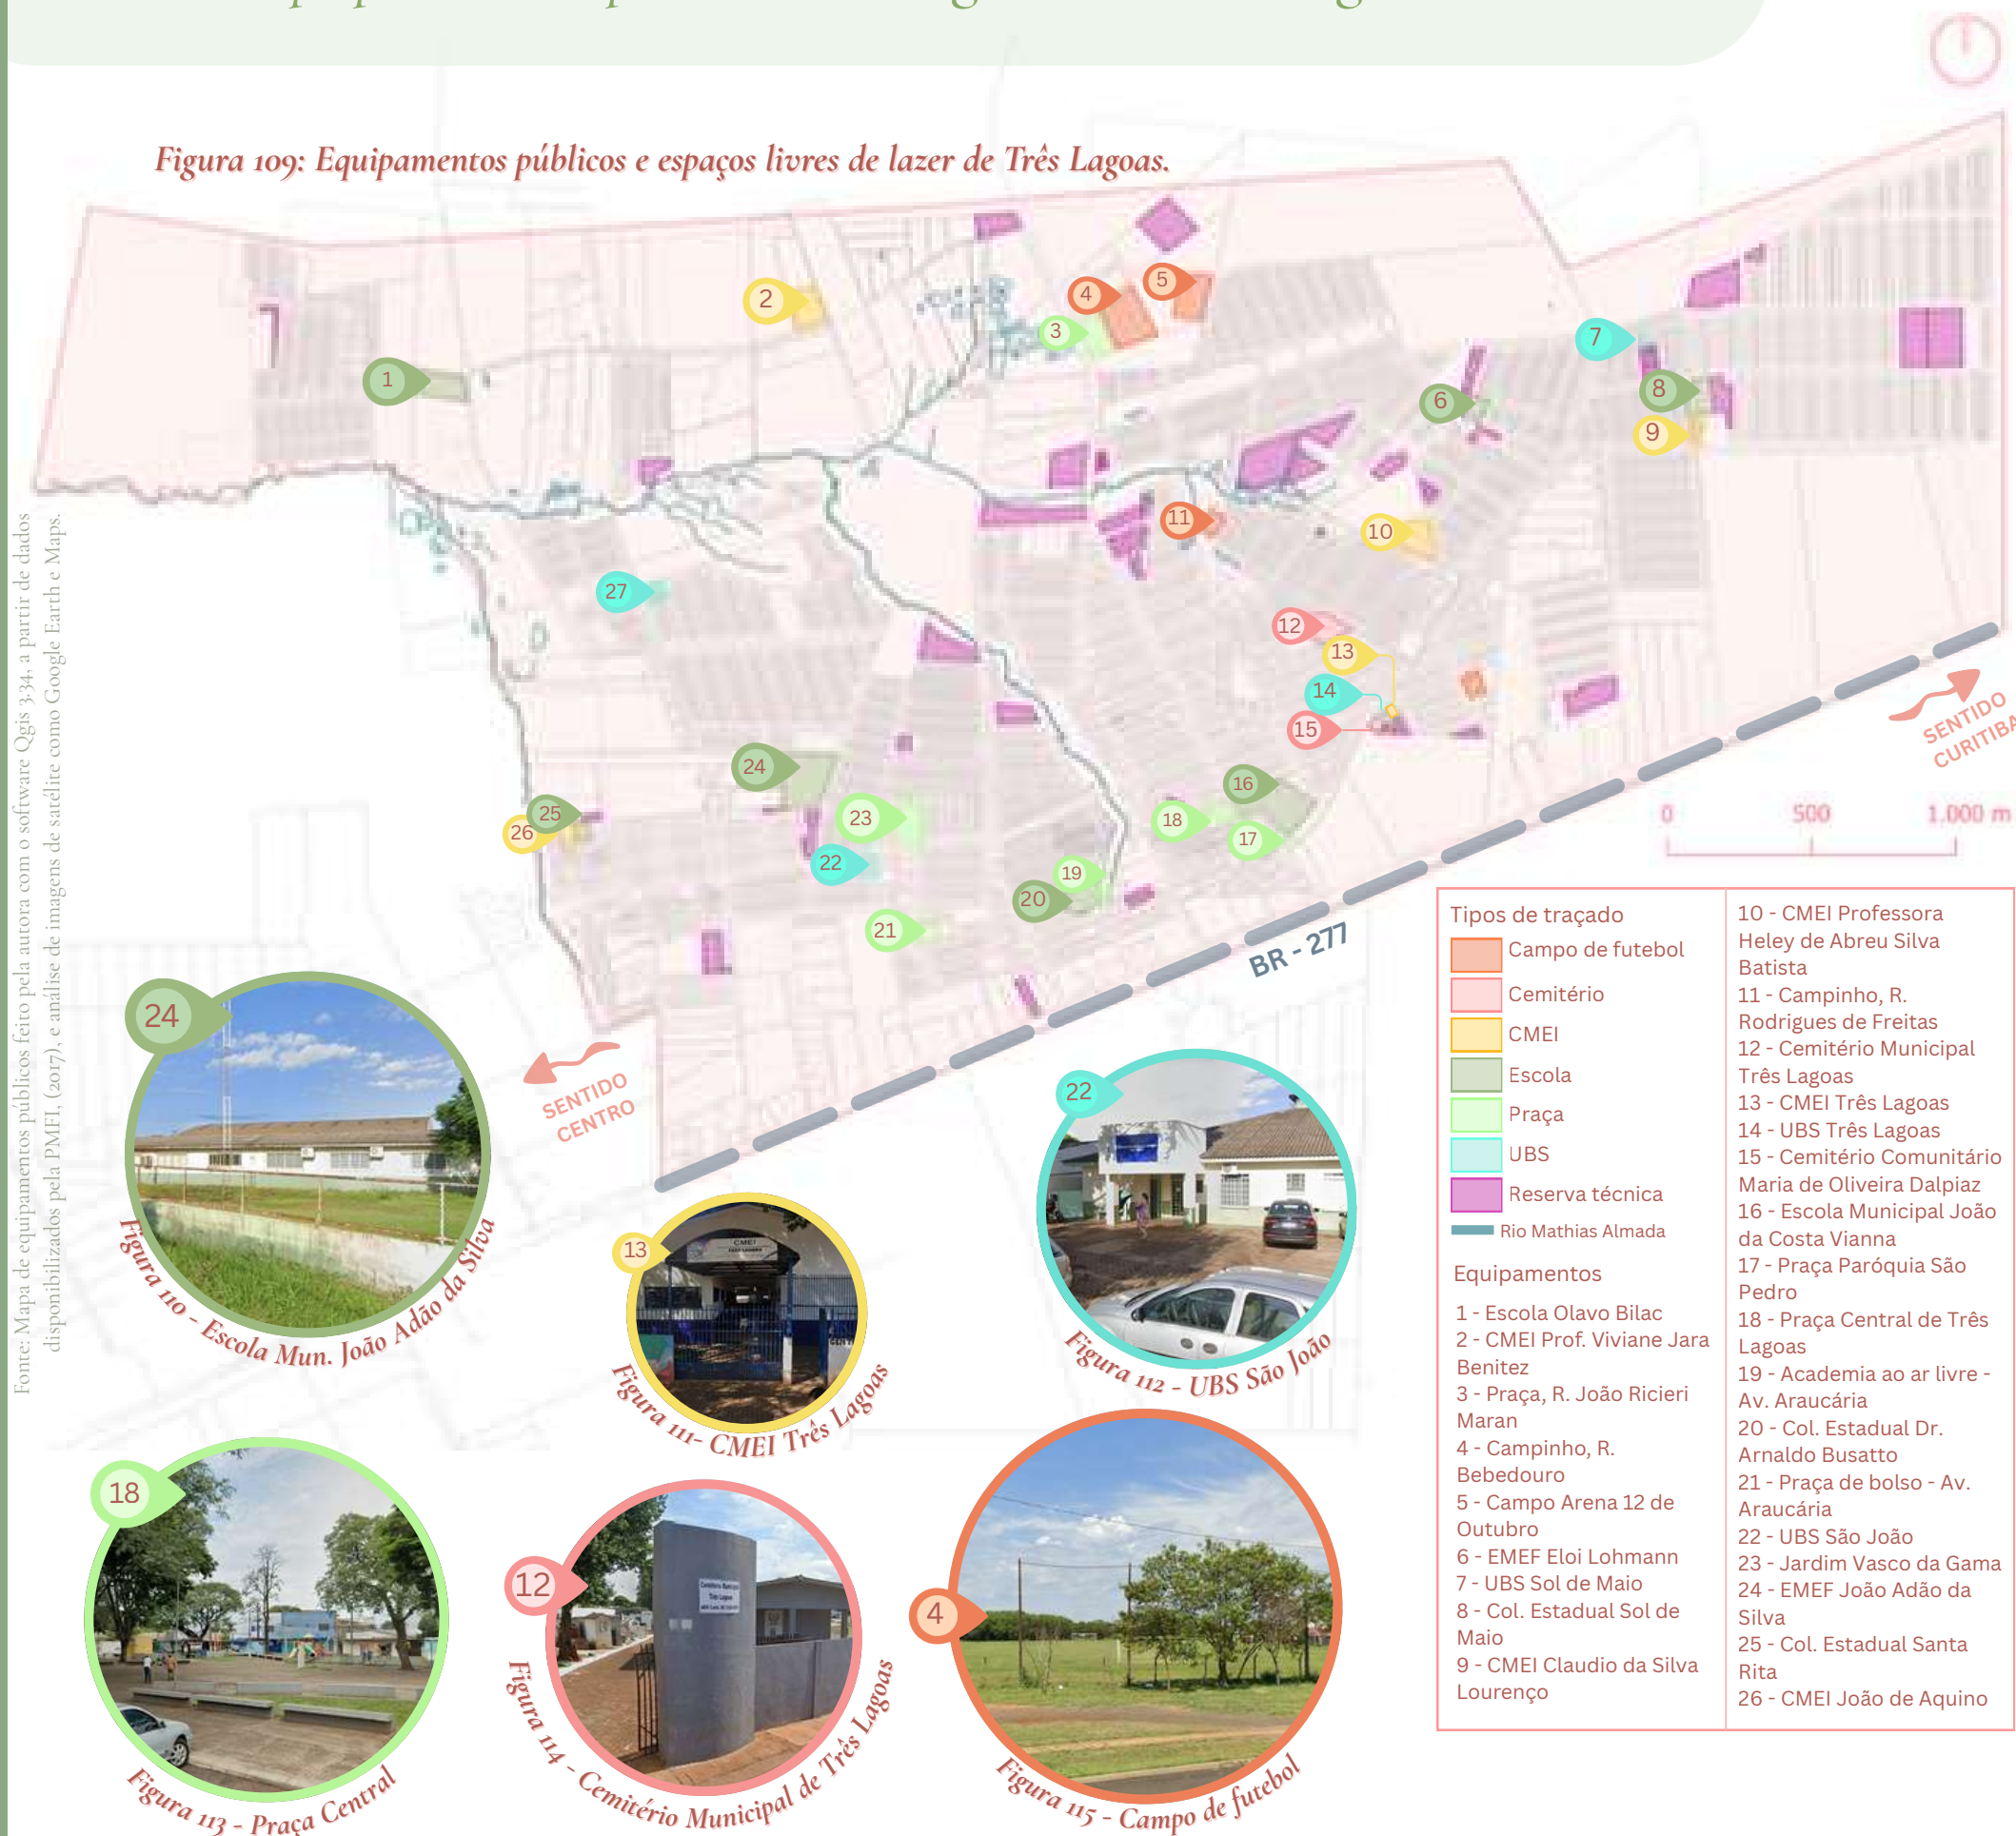 Figura 109: Equipamentos públicos e espaços livres de lazer de Três Lagoas.
1
2
3
4
5
6
7
8
9
10
11
12
13
14
15
16
17
18
19
20
21
22
23
24
25
26
27
SENTIDO
CURITIBA
0 500 1.000 m
BR - 277
SENTIDO
CENTRO
Fonte: Mapa de equipamentos públicos feito pela autora com o software Qgis 3.34, a partir de dados
disponibilizados pela PMFI, (2017), e análise de imagens de satélite como Google Earth e Maps.
Tipos de traçado
Campo de futebol
Cemitério
CMEI
Escola
Praça
UBS
Reserva técnica
Rio Mathias Almada
Equipamentos
1 - Escola Olavo Bilac
2 - CMEI Prof. Viviane Jara
Benitez
3 - Praça, R. João Ricieri
Maran
4 - Campinho, R.
Bebedouro
5 - Campo Arena 12 de
Outubro
6 - EMEF Eloi Lohmann
7 - UBS Sol de Maio
8 - Col. Estadual Sol de
Maio
9 - CMEI Claudio da Silva
Lourenço
10 - CMEI Professora
Heley de Abreu Silva
Batista
11 - Campinho, R.
Rodrigues de Freitas
12 - Cemitério Municipal
Três Lagoas
13 - CMEI Três Lagoas
14 - UBS Três Lagoas
15 - Cemitério Comunitário
Maria de Oliveira Dalpiaz
16 - Escola Municipal João
da Costa Vianna
17 - Praça Paróquia São
Pedro
18 - Praça Central de Três
Lagoas
19 - Academia ao ar livre -
Av. Araucária
20 - Col. Estadual Dr.
Arnaldo Busatto
21 - Praça de bolso - Av.
Araucária
22 - UBS São João
23 - Jardim Vasco da Gama
24 - EMEF João Adão da
Silva
25 - Col. Estadual Santa
Rita
26 - CMEI João de Aquino
24
Figura 110 - Escola Mun. João Adão da Silva
13
CMEI
Figura 111- CMEI Três Lagoas
22
Figura 112 - UBS São João
18
Figura 113 - Praça Central
12
Cemitério Municipal
Três Lagoas
Figura 114 - Cemitério Municipal de Três Lagoas
4
Figura 115 - Campo de futebol